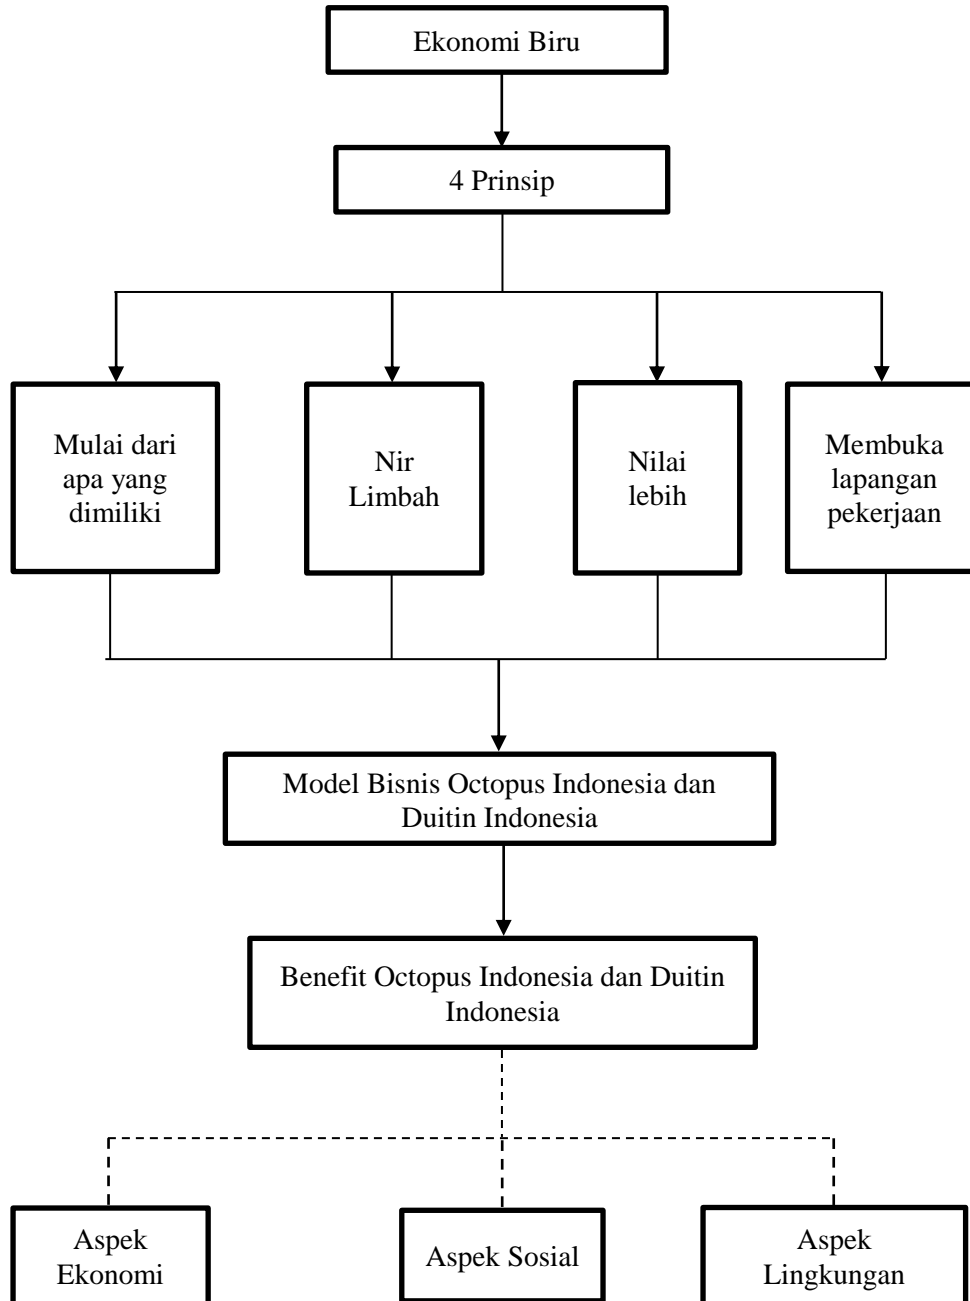 Ekonomi Biru
4 Prinsip
Mulai dari
apa yang
dimiliki
Nir
Limbah
Nilai
lebih
Membuka
lapangan
pekerjaan
Model Bisnis Octopus Indonesia dan
Duitin Indonesia
Benefit Octopus Indonesia dan Duitin
Indonesia
Aspek
Ekonomi
Aspek Sosial
Aspek
Lingkungan